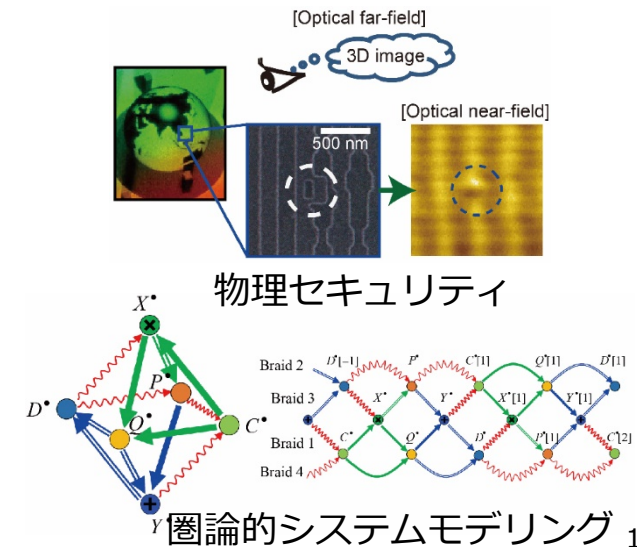 [Optical far-field]
3D image
[Optical near-field]
500 nm
物理セキュリティ
X•
P•
D•
Q•
C•
Y•
Braid 2
D•[-1]
P•
C•[1]
Q•[1]
D•[1]
Braid 3
X•
Y•
X•[1]
Y•[1]
Braid 1
C•
Q•
D•
P•[1]
C•[2]
Braid 4
圏論的システムモデリング
1